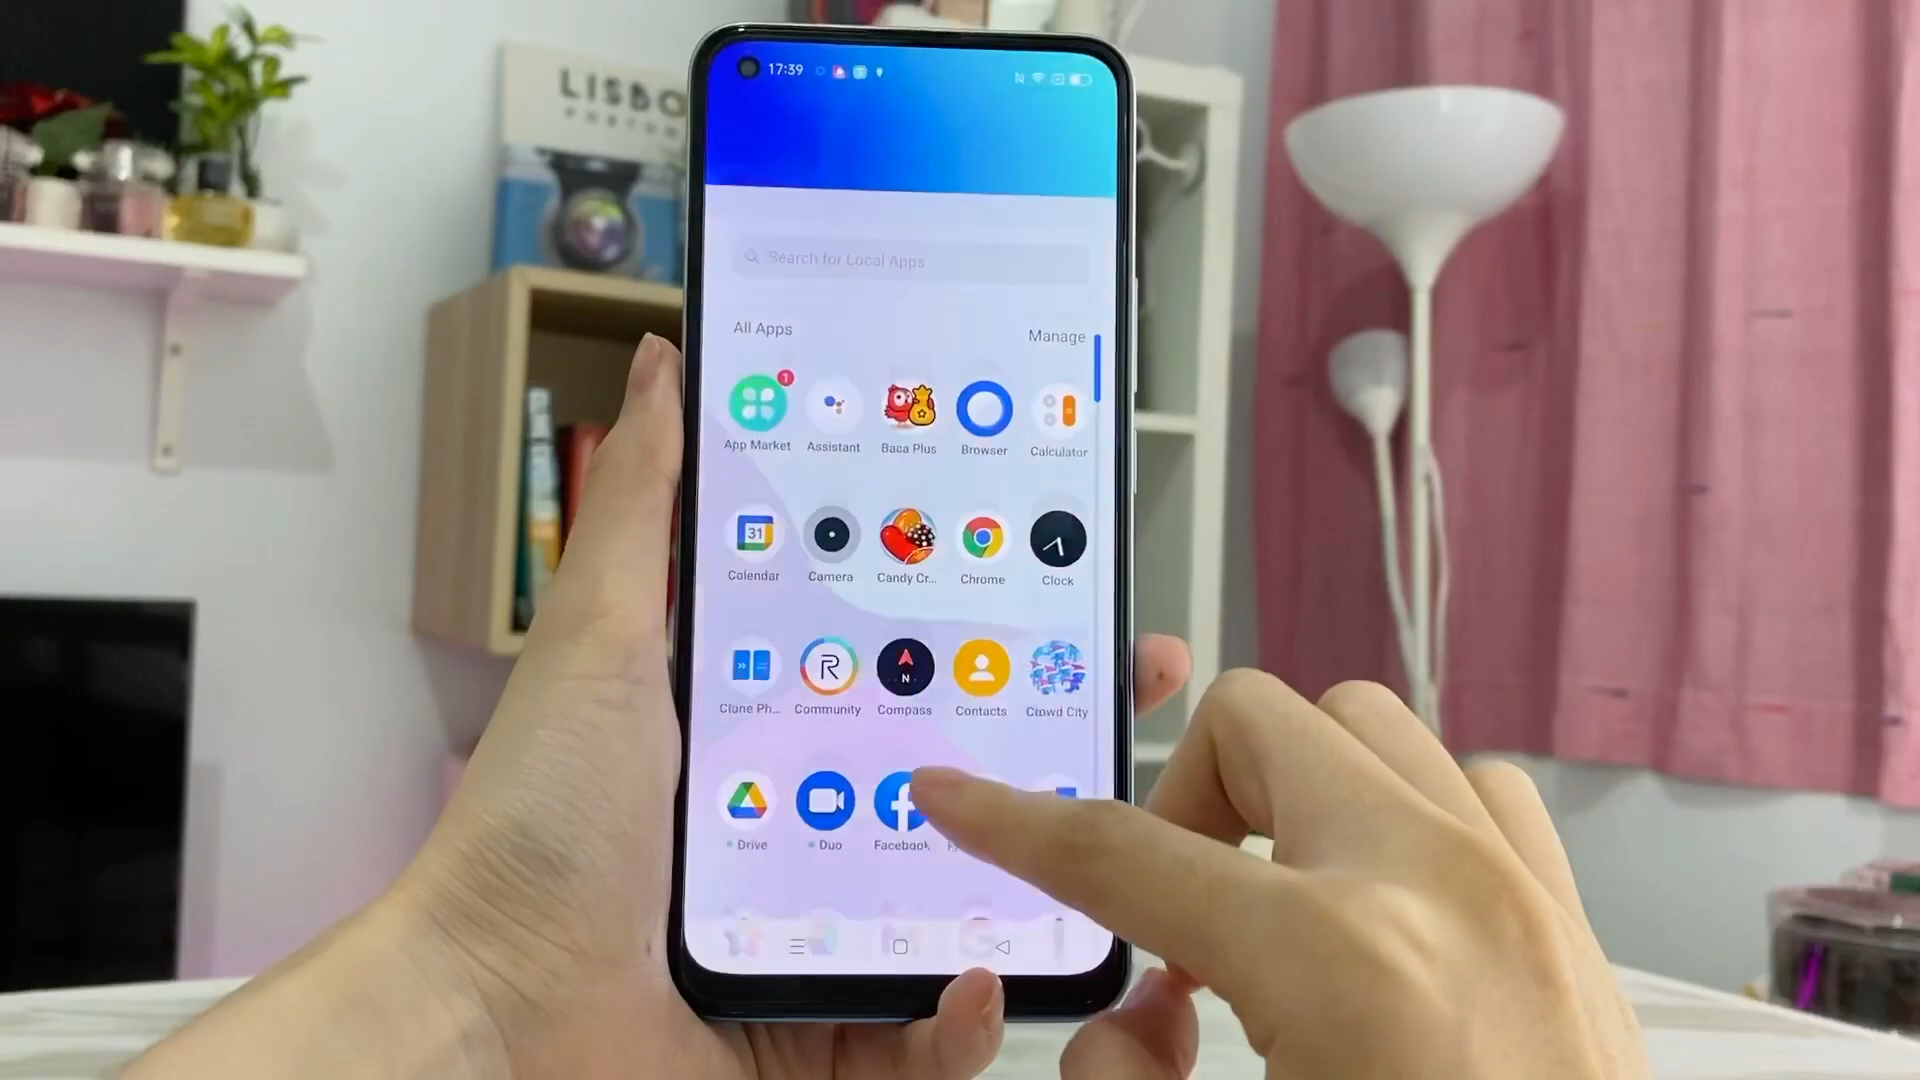 LISBO
17:39
Search for Local Apps
All Apps
Manage
1
App Market
Assistant
Baca Plus
Browser
Calculator
31
Calendar
Camera
Candy Cr...
Chrome
Clock
R
N
Clone Ph...
Community
Compass
Contacts
Crowd City
f
Drive
Duo
Facebook